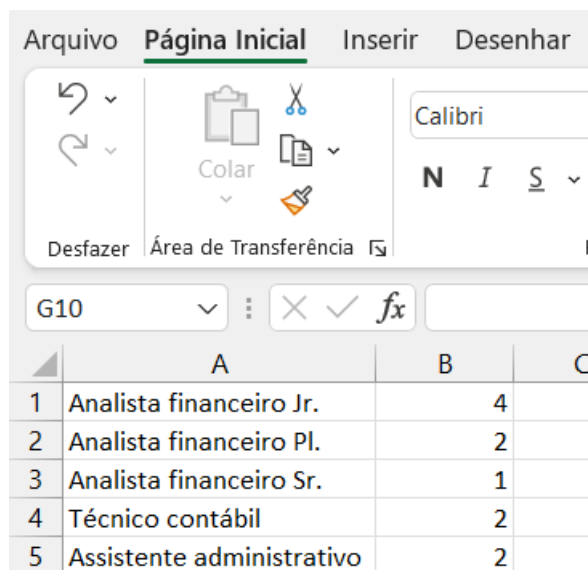 Arquivo Página Inicial Inserir Desenhar
Colar
Calibri
N I S
Desfazer Área de Transferência
G10 fx
A B C
1 Analista financeiro Jr. 4
2 Analista financeiro Pl. 2
3 Analista financeiro Sr. 1
4 Técnico contábil 2
5 Assistente administrativo 2